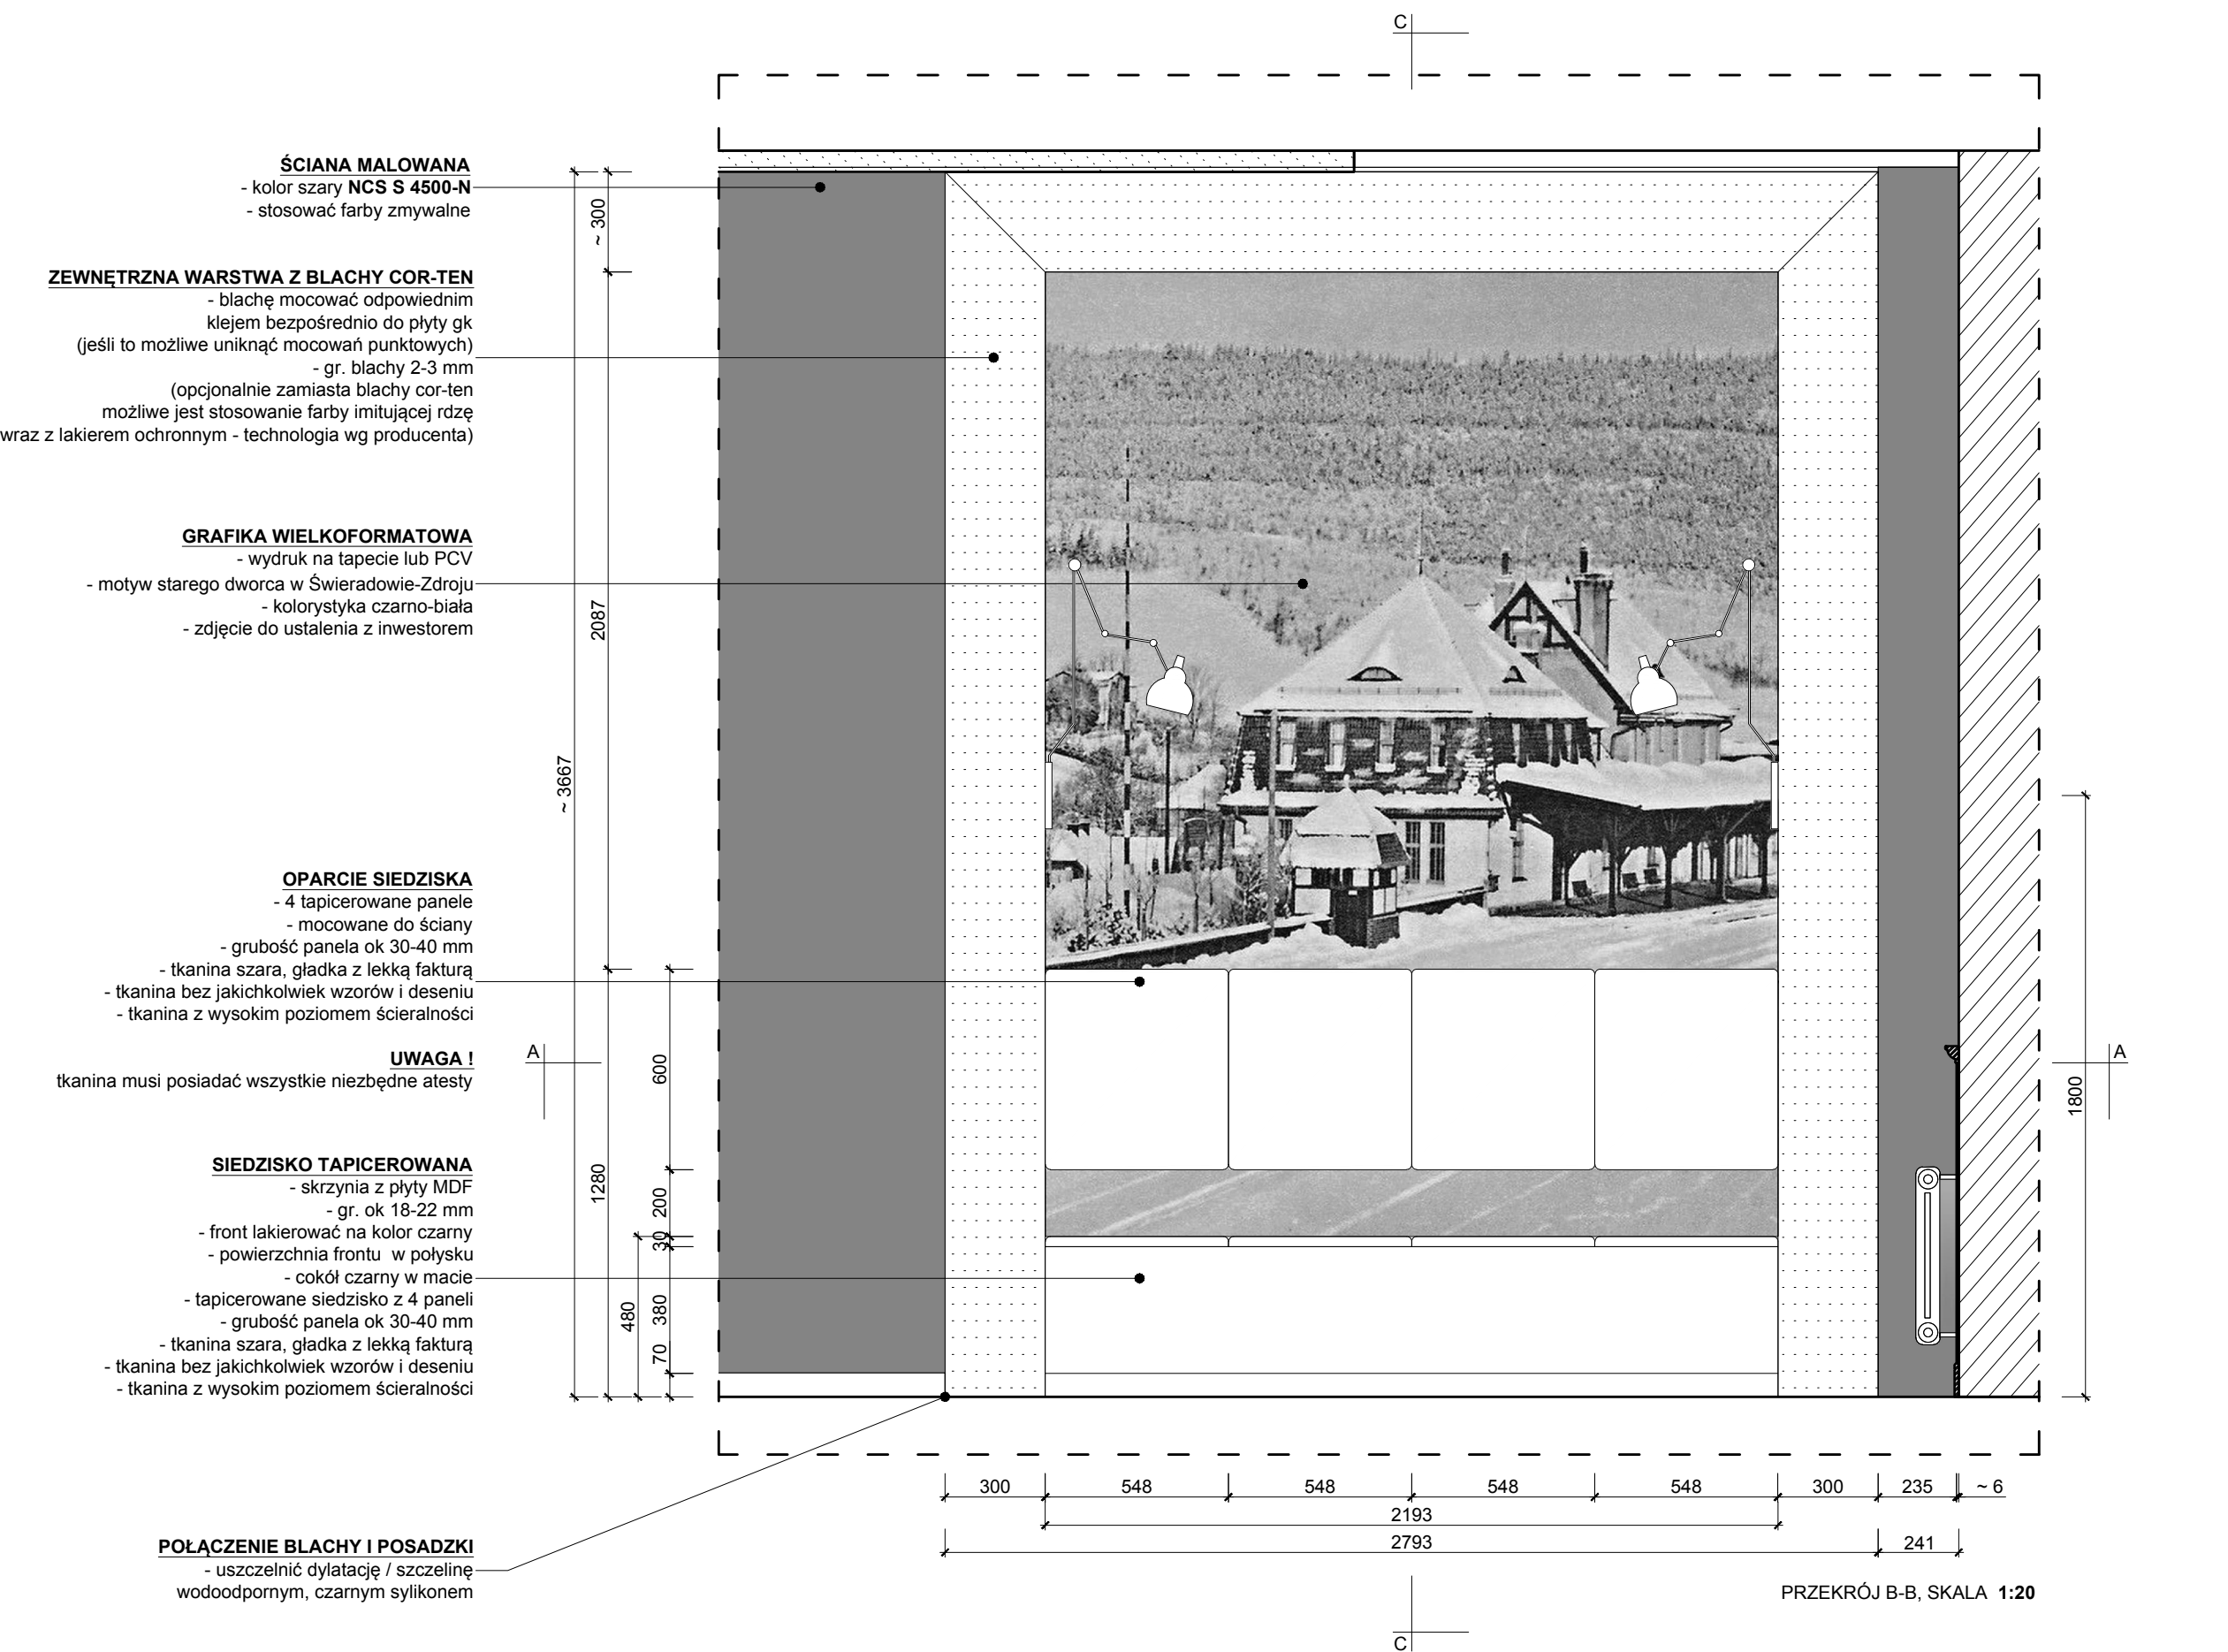 C
ŚCIANA MALOWANA
- kolor szary NCS S 4500-N
- stosować farby zmywalne
~ 300
ZEWNĘTRZNA WARSTWA Z BLACHY COR-TEN
- blachę mocować odpowiednim
klejem bezpośrednio do płyty gk
(jeśli to możliwe uniknąć mocowań punktowych)
- gr. blachy 2-3 mm
(opcjonalnie zamiasta blachy cor-ten
możliwe jest stosowanie farby imitującej rdzę
wraz z lakierem ochronnym - technologia wg producenta)
GRAFIKA WIELKOFORMATOWA
- wydruk na tapecie lub PCV
- motyw starego dworca w Świeradowie-Zdroju
- kolorystyka czarno-biała
- zdjęcie do ustalenia z inwestorem
2087
~ 3667
OPARCIE SIEDZISKA
- 4 tapicerowane panele
- mocowane do ściany
- grubość panela ok 30-40 mm
- tkanina szara, gładka z lekką fakturą
- tkanina bez jakichkolwiek wzorów i deseniu
- tkanina z wysokim poziomem ścieralności
UWAGA !
tkanina musi posiadać wszystkie niezbędne atesty
A
A
600
1800
SIEDZISKO TAPICEROWANA
- skrzynia z płyty MDF
- gr. ok 18-22 mm
- front lakierować na kolor czarny
- powierzchnia frontu w połysku
- cokół czarny w macie
- tapicerowane siedzisko z 4 paneli
- grubość panela ok 30-40 mm
- tkanina szara, gładka z lekką fakturą
- tkanina bez jakichkolwiek wzorów i deseniu
- tkanina z wysokim poziomem ścieralności
1280
200
30
480
380
70
300 548 548 548 548 300 235 ~ 6
2193
2793 241
POŁĄCZENIE BLACHY I POSADZKI
- uszczelnić dylatację / szczelinę
wodoodpornym, czarnym sylikonem
PRZEKRÓJ B-B, SKALA 1:20
C